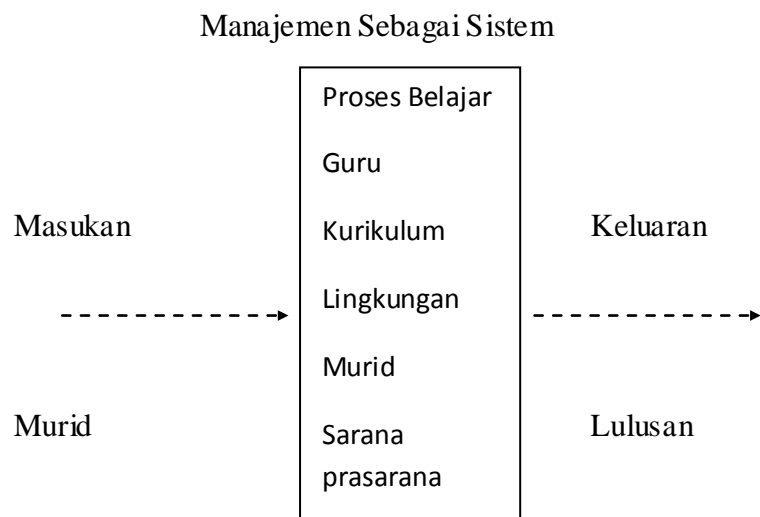 Manajemen Sebagai Sistem
Proses Belajar
Guru
Masukan
Kurikulum
Keluaran
Lingkungan
Murid
Murid
Sarana
Lulusan
prasarana